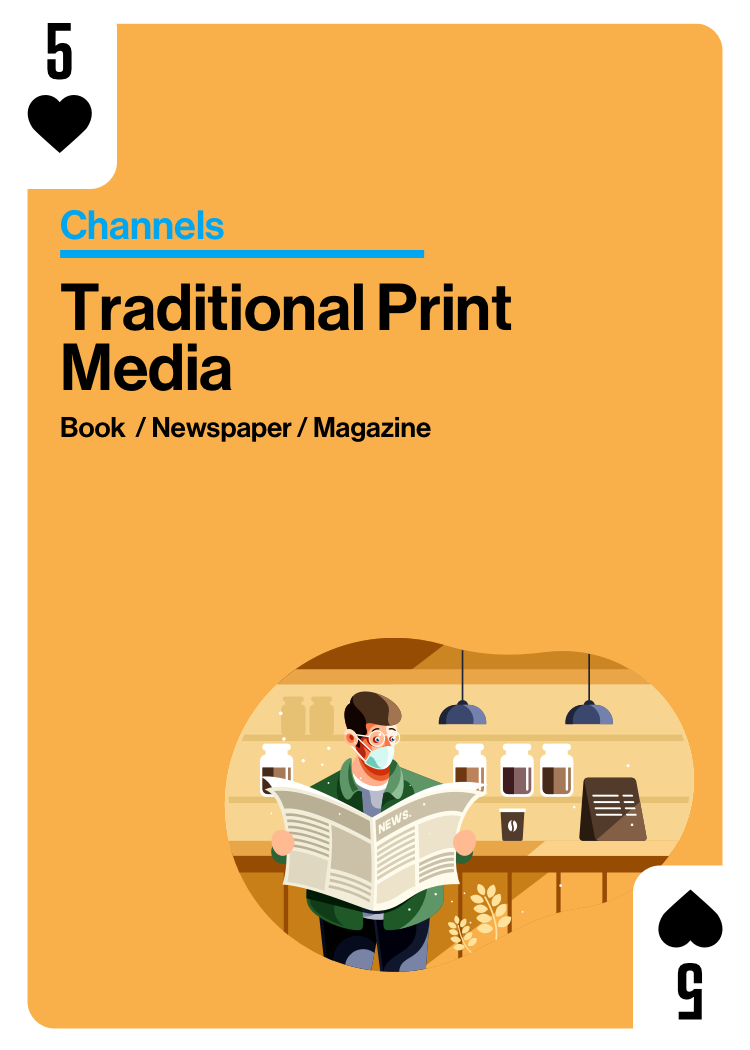 5
Channels
Traditional Print
Media
Book / Newspaper / Magazine
NEWS.
5